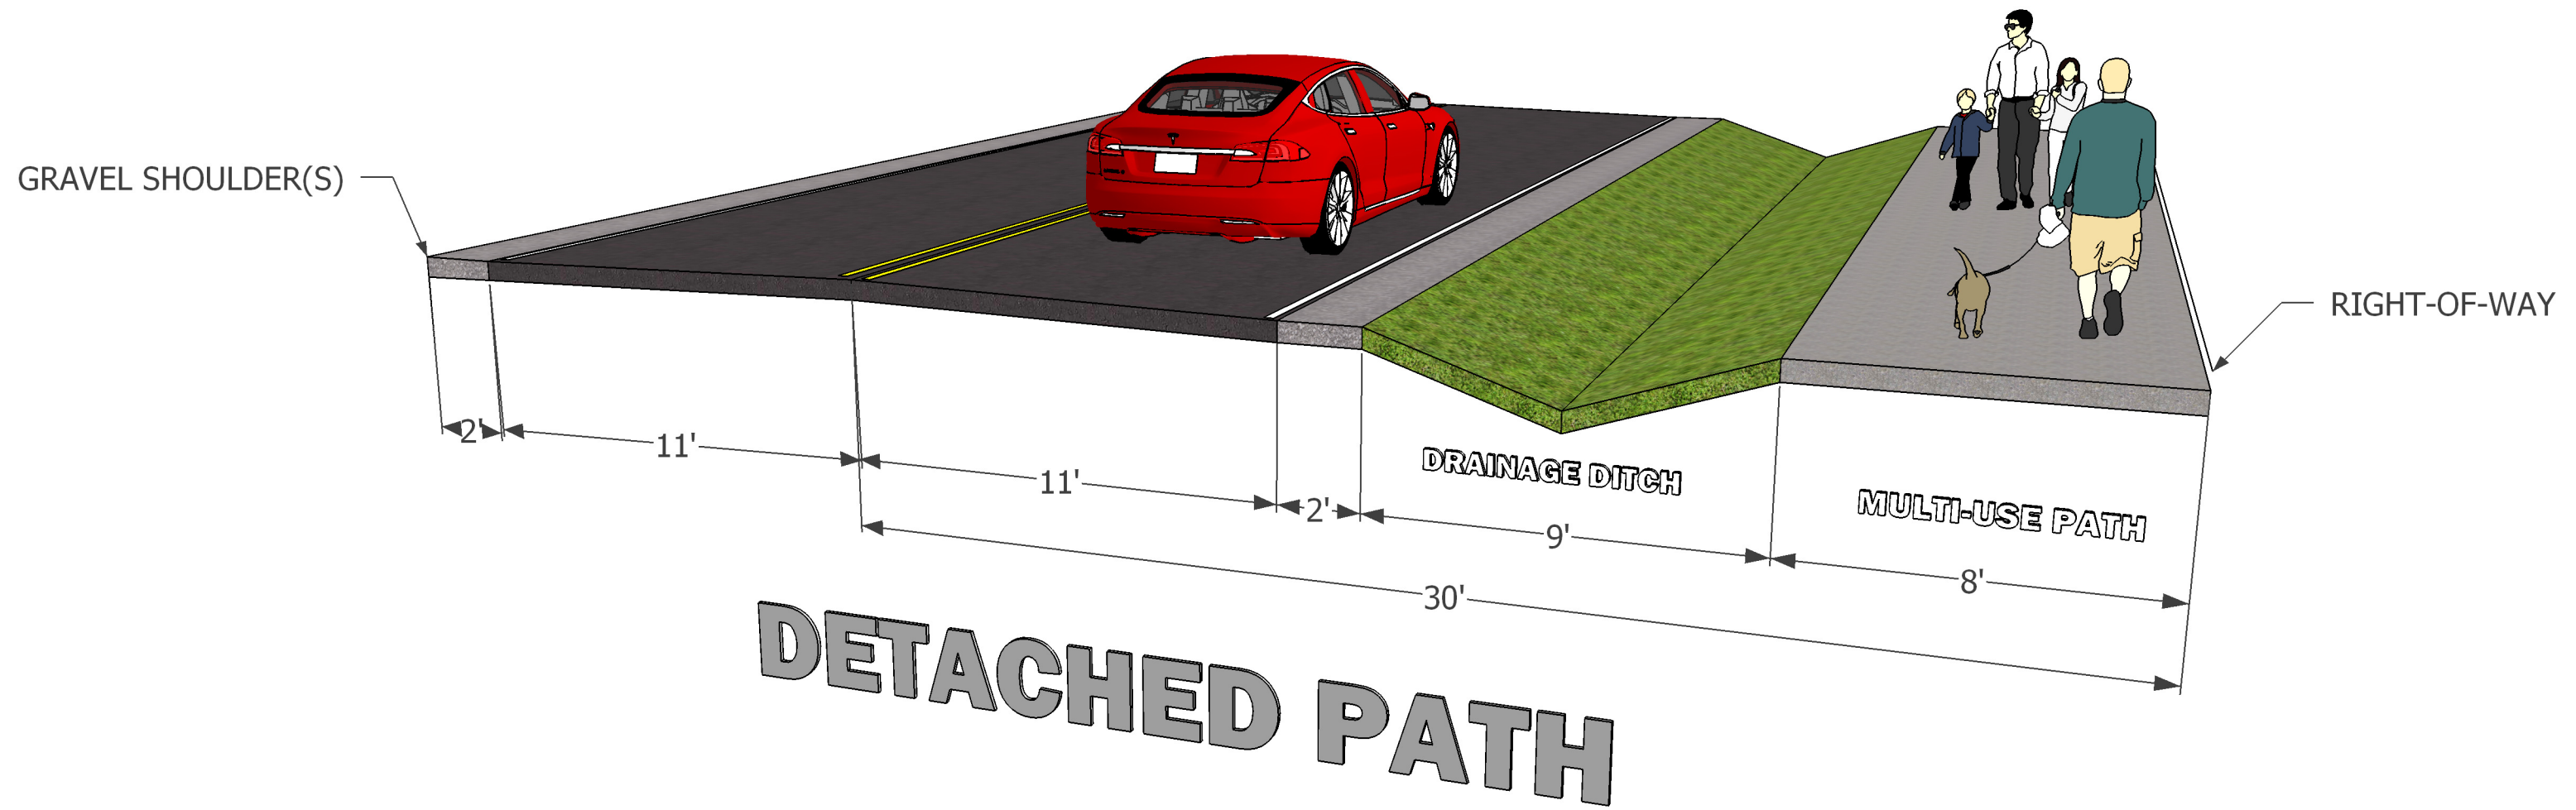 GRAVEL SHOULDER(S)
RIGHT-OF-WAY
2'
11'
11'
2'
9'
8'
30'
DRAINAGE DITCH
MULTI-USE PATH
DETACHED PATH